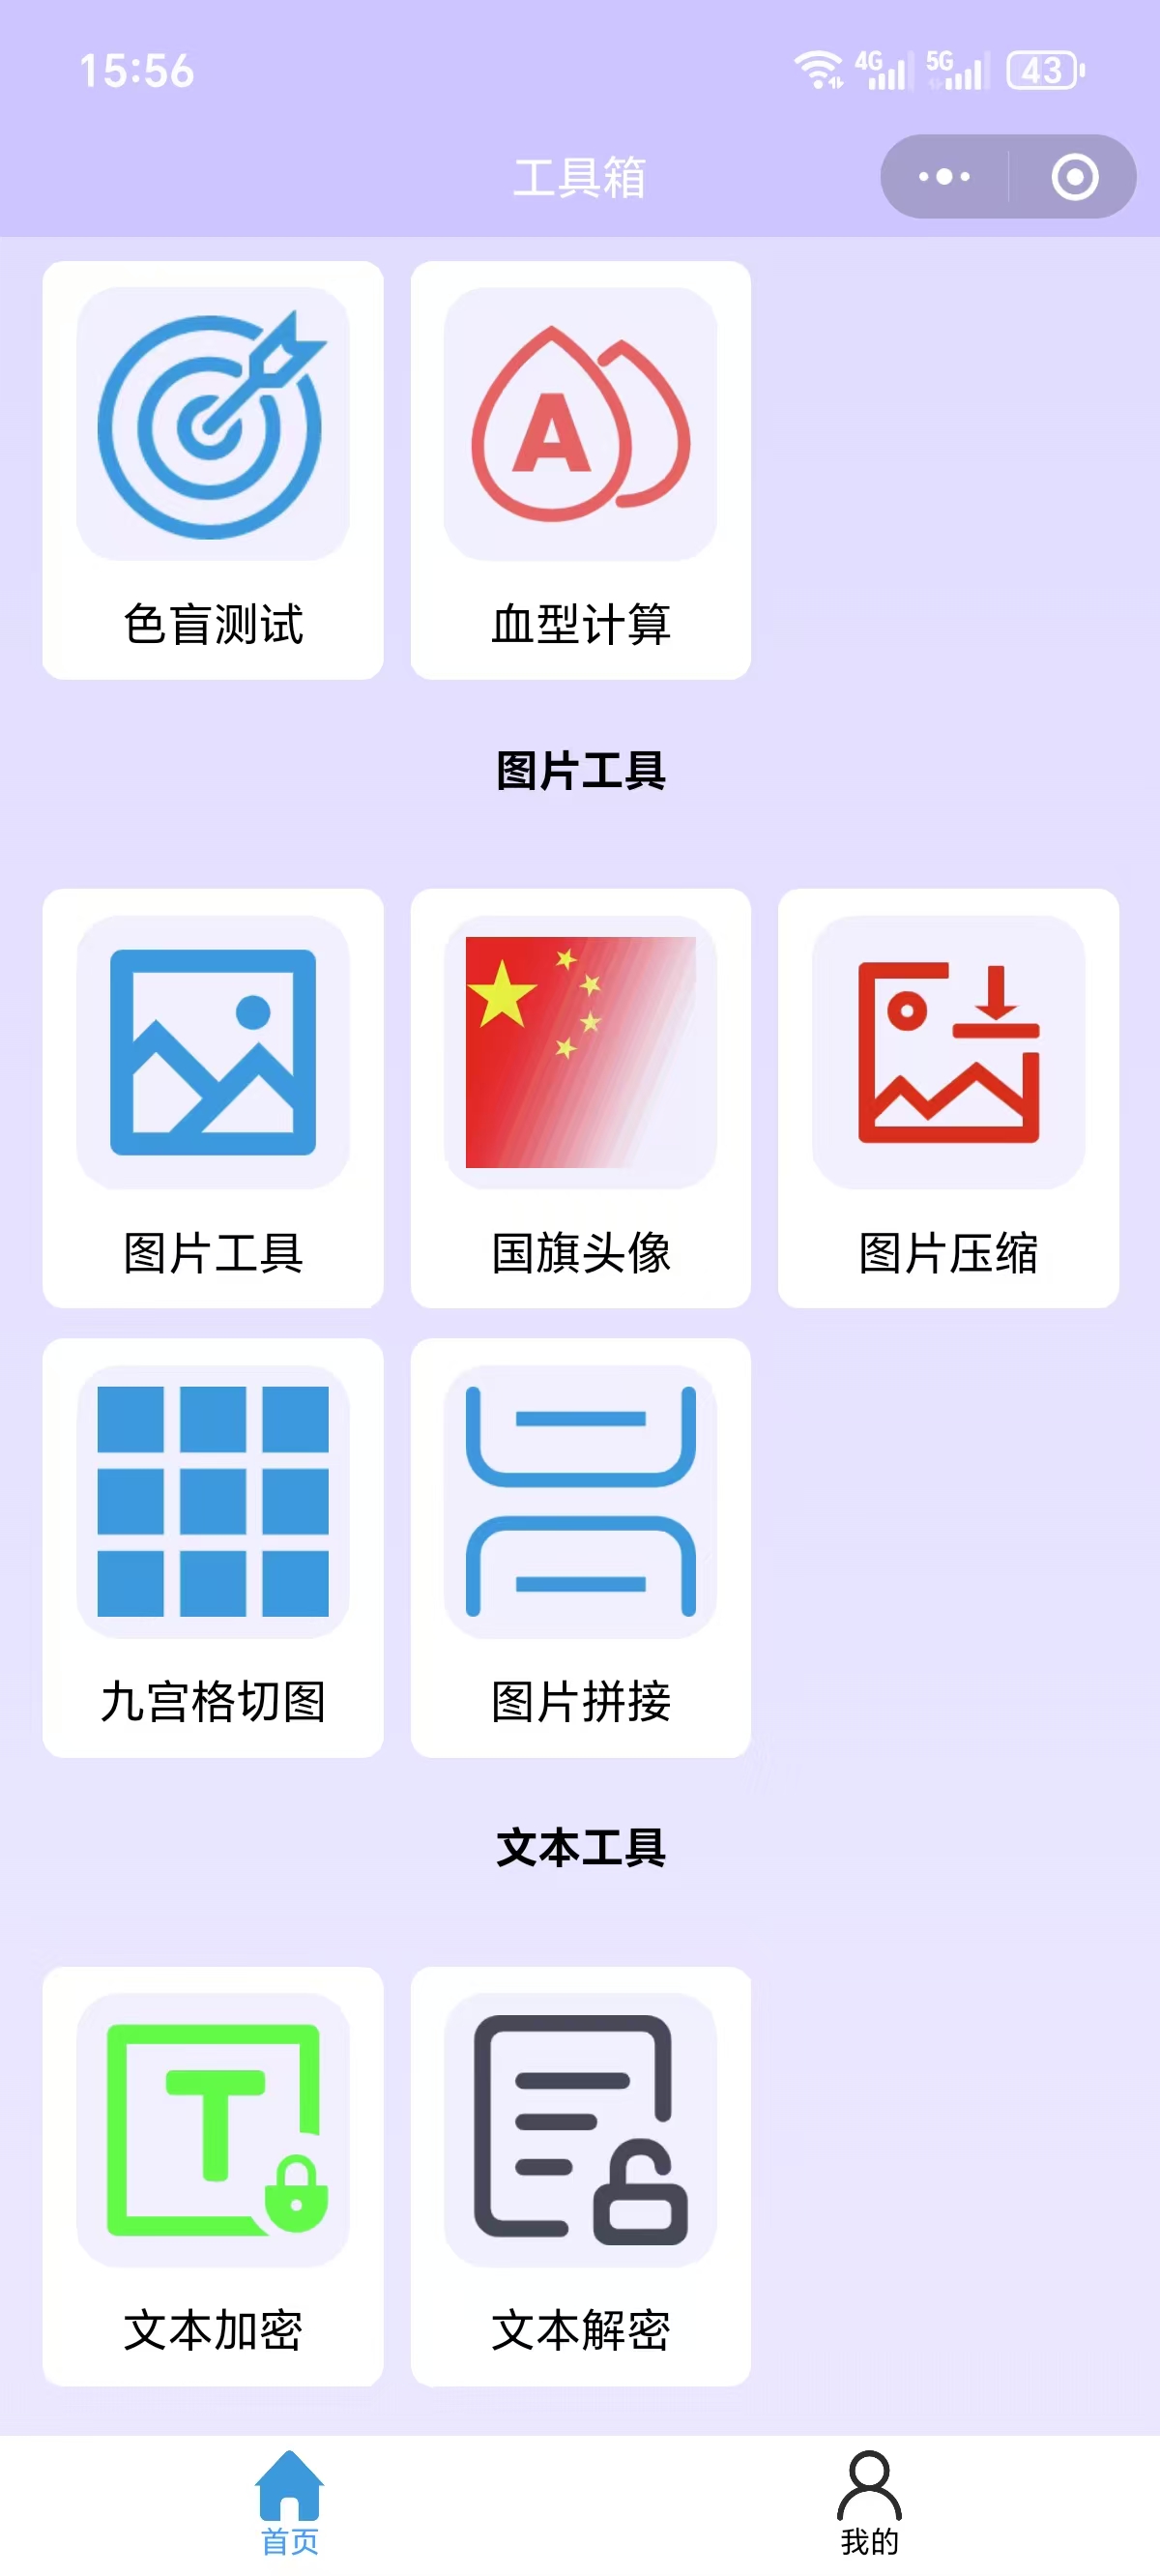 15:56
4G 5G 43
工具箱
A
色盲测试 血型计算
图片工具
图片工具 国旗头像 图片压缩
九宫格切图 图片拼接
文本工具
T
文本加密 文本解密
首页 我的